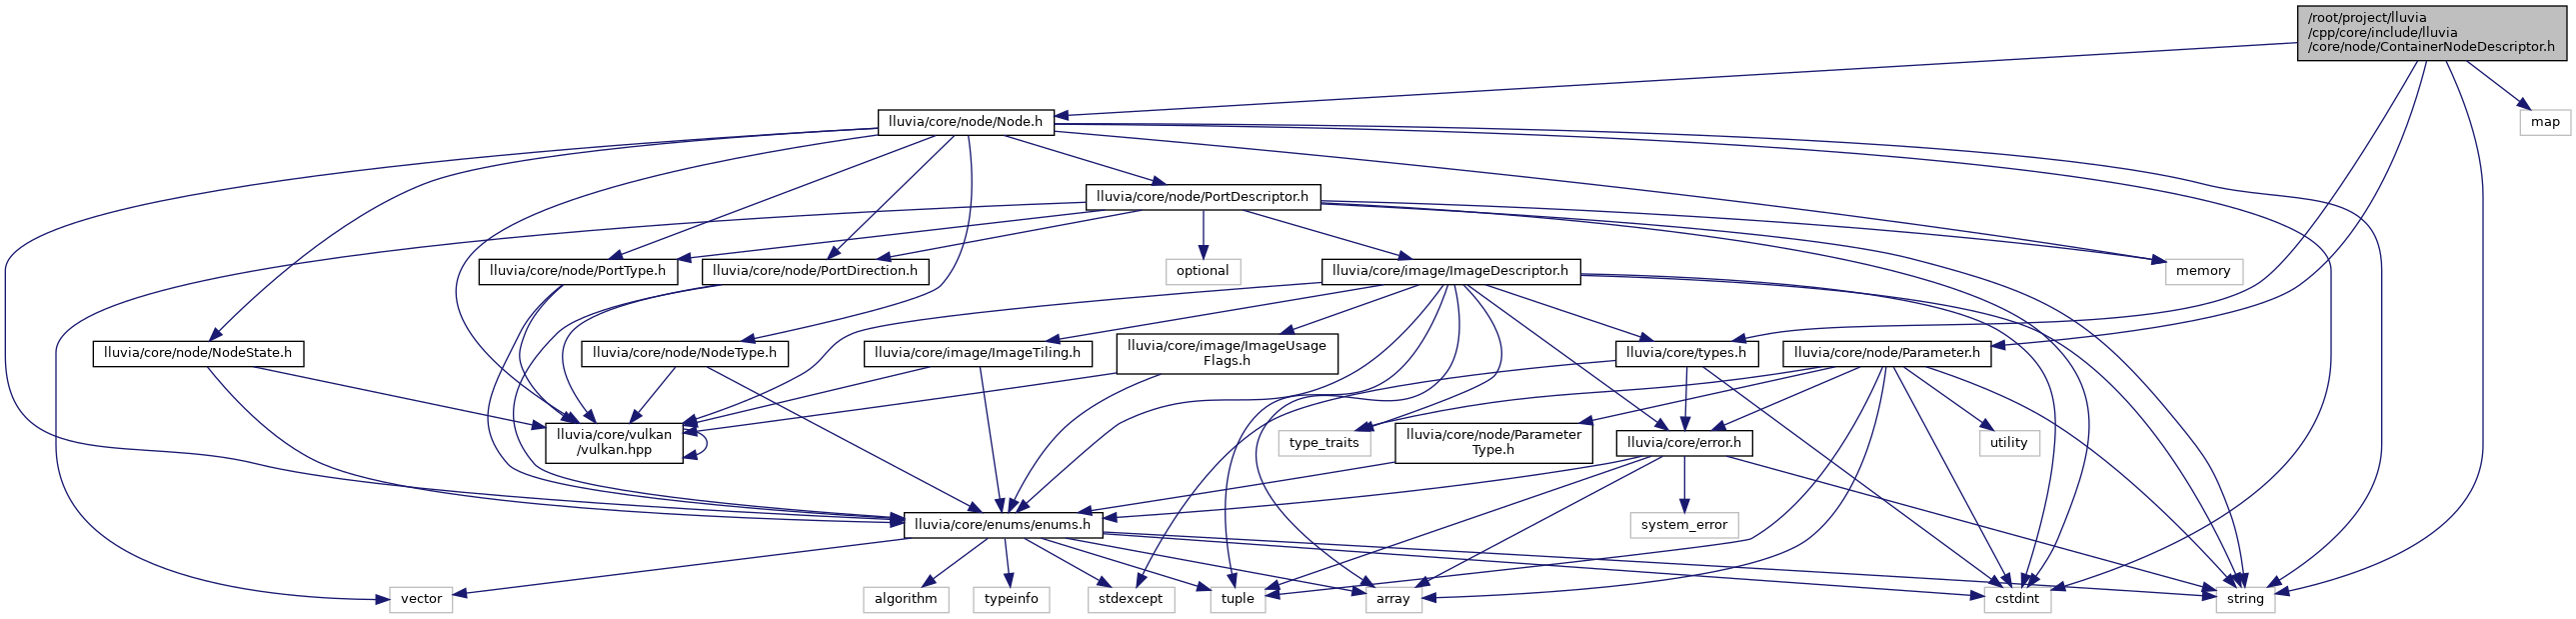 /root/project/lluvia
/cpp/core/include/lluvia
/core/node/ContainerNodeDescriptor.h
lluvia/core/node/Node.h
map
lluvia/core/node/PortDescriptor.h
lluvia/core/node/PortType.h
lluvia/core/node/PortDirection.h
optional
lluvia/core/image/ImageDescriptor.h
memory
lluvia/core/node/NodeState.h
lluvia/core/node/NodeType.h
lluvia/core/image/ImageTiling.h
lluvia/core/image/ImageUsage
Flags.h
lluvia/core/types.h
lluvia/core/node/Parameter.h
lluvia/core/vulkan
/vulkan.hpp
type_traits
lluvia/core/node/Parameter
Type.h
lluvia/core/error.h
utility
lluvia/core/enums/enums.h
system_error
vector
algorithm
typeinfo
stdexcept
tuple
array
cstdint
string